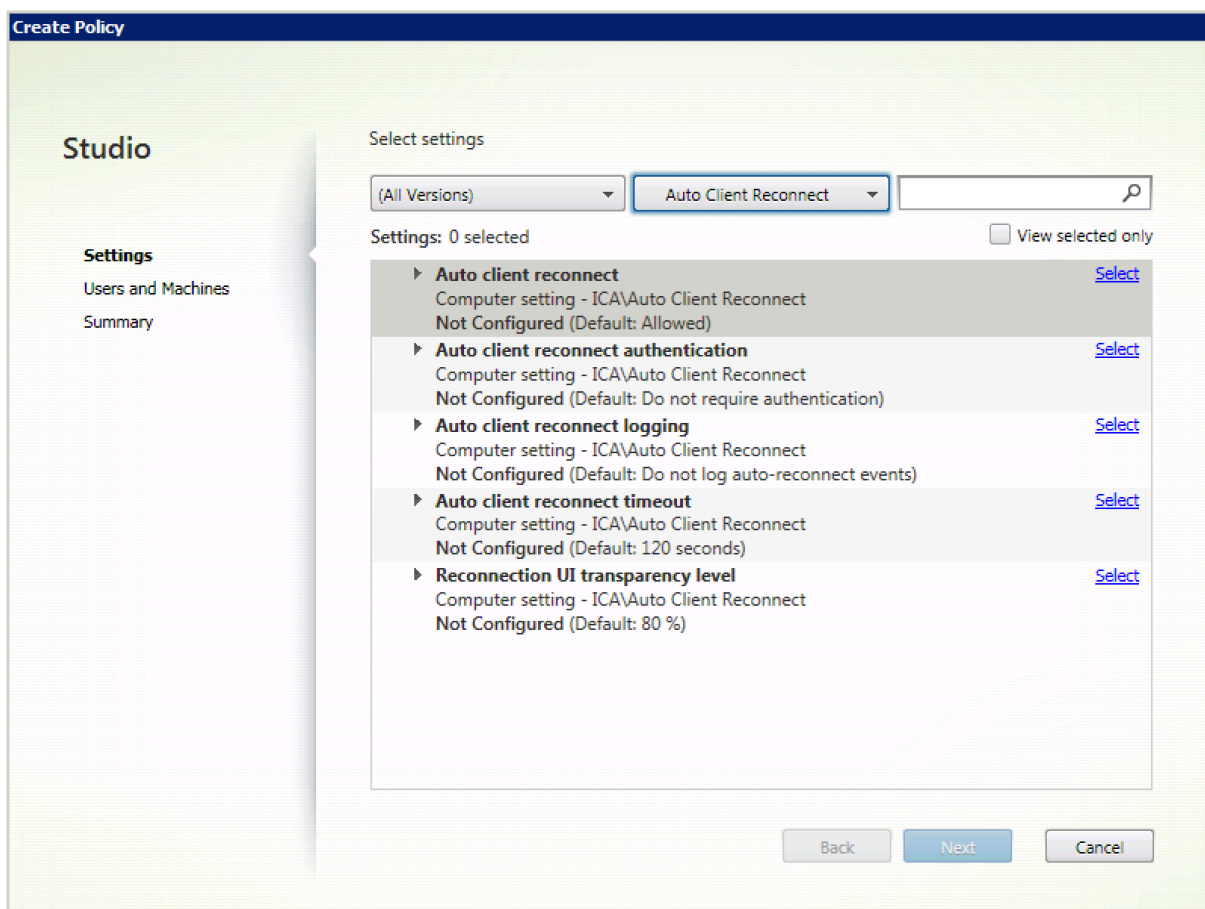 Create Policy
Studio
Select settings
(All Versions)
Auto Client Reconnect
Settings: 0 selected
View selected only
Settings
Users and Machines
Summary
Auto client reconnect
Select
Computer setting - ICA\Auto Client Reconnect
Not Configured (Default: Allowed)
Auto client reconnect authentication
Select
Computer setting - ICA\Auto Client Reconnect
Not Configured (Default: Do not require authentication)
Auto client reconnect logging
Select
Computer setting - ICA\Auto Client Reconnect
Not Configured (Default: Do not log auto-reconnect events)
Auto client reconnect timeout
Select
Computer setting - ICA\Auto Client Reconnect
Not Configured (Default: 120 seconds)
Reconnection UI transparency level
Select
Computer setting - ICA\Auto Client Reconnect
Not Configured (Default: 80 %)
Back
Next
Cancel